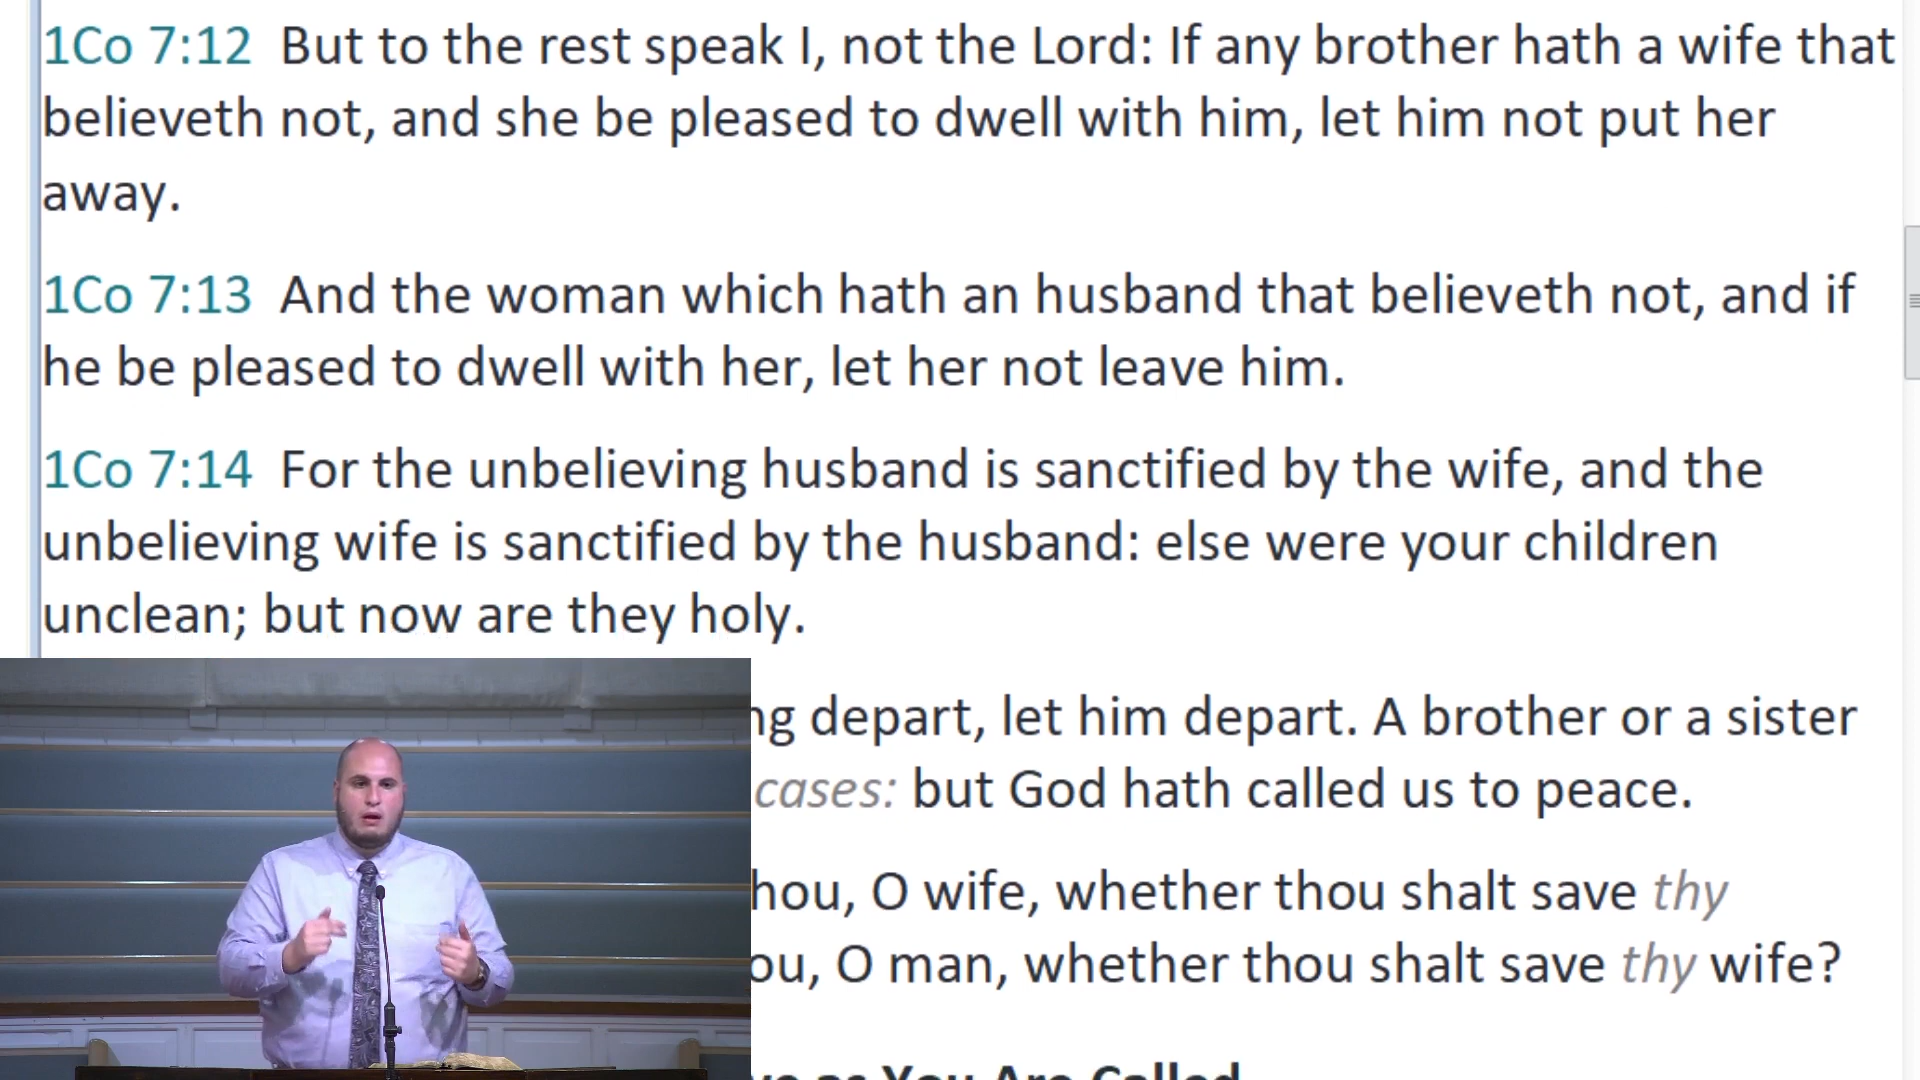 1Co 7:12 But to the rest speak I, not the Lord: If any brother hath a wife that
believeth not, and she be pleased to dwell with him, let him not put her
away.
1Co 7:13 And the woman which hath an husband that believeth not, and if
he be pleased to dwell with her, let her not leave him.
1Co 7:14 For the unbelieving husband is sanctified by the wife, and the
unbelieving wife is sanctified by the husband: else were your children
unclean; but now are they holy.
ng depart, let him depart. A brother or a sister
cases: but God hath called us to peace.
hou, O wife, whether thou shalt save thy
ou, O man, whether thou shalt save thy wife?
as You Are Called